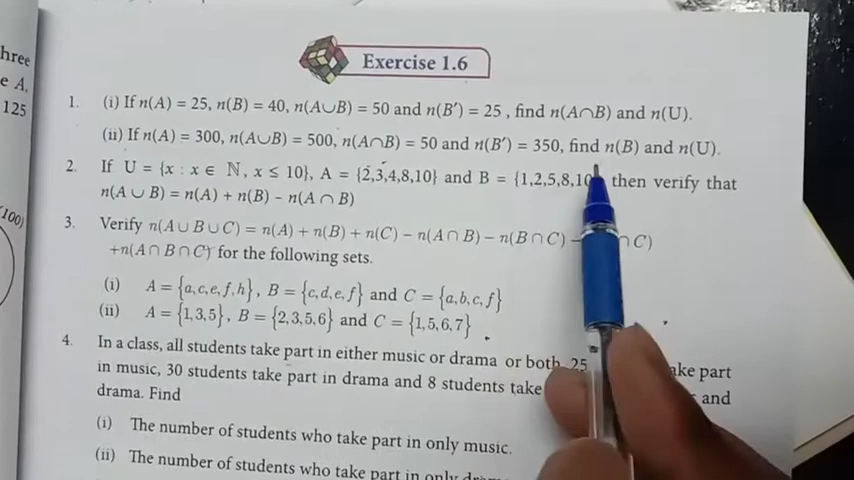 hree
e A,
125
(100)
Exercise 1.6
1. (i) If n(A) = 25, n(B) = 40, n(A∪B) = 50 and n(B′) = 25 , find n(A∩B) and n(U).
(ii) If n(A) = 300, n(A∪B) = 500, n(A∩B) = 50 and n(B′) = 350, find n(B) and n(U).
2. If U = {x : x ∈ ℕ, x ≤ 10}, A = {2,3,4,8,10} and B = {1,2,5,8,10 then verify that
n(A ∪ B) = n(A) + n(B) − n(A ∩ B)
3. Verify n(A ∪ B ∪ C) = n(A) + n(B) + n(C) − n(A ∩ B) − n(B ∩ C) − ∩ C)
+n(A ∩ B ∩ C) for the following sets.
(i) A = {a,c,e,f,h}, B = {c,d,e,f} and C = {a,b,c,f}
(ii) A = {1,3,5}, B = {2,3,5,6} and C = {1,5,6,7}
4. In a class, all students take part in either music or drama or both. 25 take part
in music, 30 students take part in drama and 8 students take and
drama. Find
(i) The number of students who take part in only music.
(ii) The number of students who take part in only